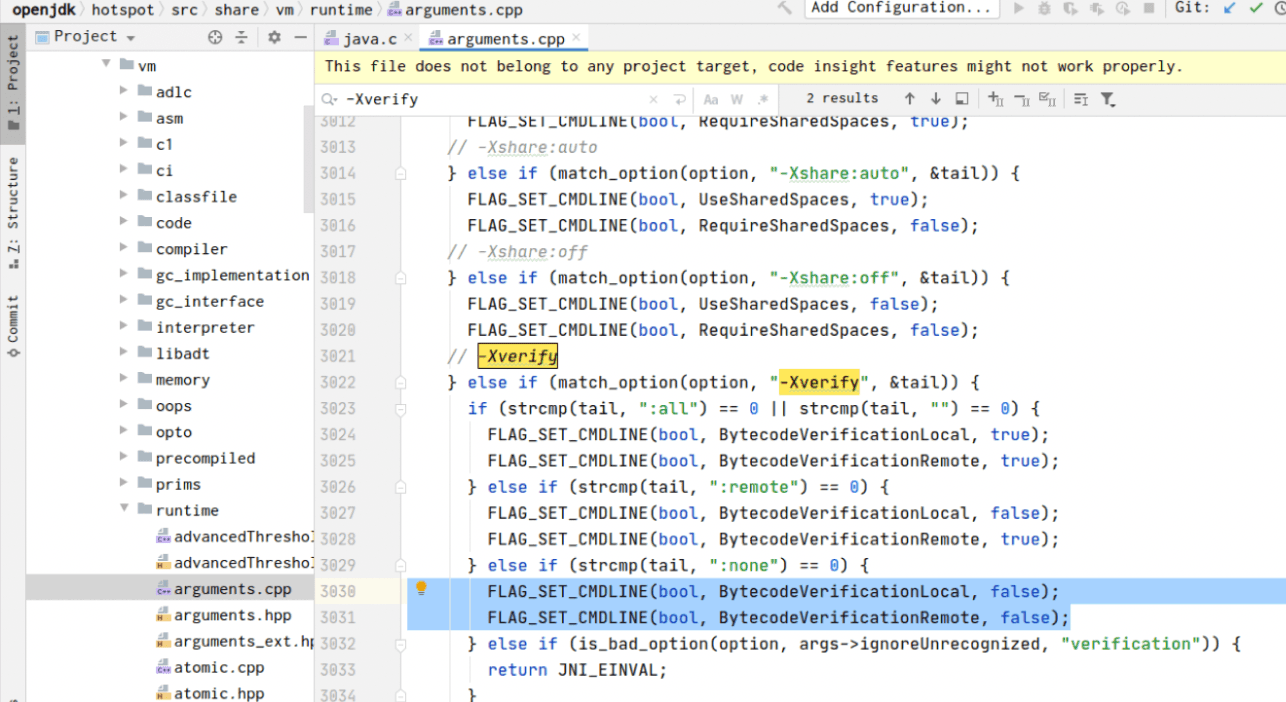 openjdk hotspot src share vm runtime arguments.cpp Add Configuration... Git:
Project java.c arguments.cpp
This file does not belong to any project target, code insight features might not work properly.
-Xverify Aa W .* 2 results
1: Project
Z: Structure
Commit
vm
adlc
asm
c1
ci
classfile
code
compiler
gc_implementation
gc_interface
interpreter
libadt
memory
oops
opto
precompiled
prims
runtime
advancedThreshol
advancedThreshol
arguments.cpp
arguments.hpp
arguments_ext.hp
atomic.cpp
atomic.hpp
3012 FLAG_SET_CMDLINE(bool, RequireSharedSpaces, true);
3013 // -Xshare:auto
3014 } else if (match_option(option, "-Xshare:auto", &tail)) {
3015 FLAG_SET_CMDLINE(bool, UseSharedSpaces, true);
3016 FLAG_SET_CMDLINE(bool, RequireSharedSpaces, false);
3017 // -Xshare:off
3018 } else if (match_option(option, "-Xshare:off", &tail)) {
3019 FLAG_SET_CMDLINE(bool, UseSharedSpaces, false);
3020 FLAG_SET_CMDLINE(bool, RequireSharedSpaces, false);
3021 // -Xverify
3022 } else if (match_option(option, "-Xverify", &tail)) {
3023 if (strcmp(tail, ":all") == 0 || strcmp(tail, "") == 0) {
3024 FLAG_SET_CMDLINE(bool, BytecodeVerificationLocal, true);
3025 FLAG_SET_CMDLINE(bool, BytecodeVerificationRemote, true);
3026 } else if (strcmp(tail, ":remote") == 0) {
3027 FLAG_SET_CMDLINE(bool, BytecodeVerificationLocal, false);
3028 FLAG_SET_CMDLINE(bool, BytecodeVerificationRemote, true);
3029 } else if (strcmp(tail, ":none") == 0) {
3030 FLAG_SET_CMDLINE(bool, BytecodeVerificationLocal, false);
3031 FLAG_SET_CMDLINE(bool, BytecodeVerificationRemote, false);
3032 } else if (is_bad_option(option, args->ignoreUnrecognized, "verification")) {
3033 return JNI_EINVAL;
3034 }